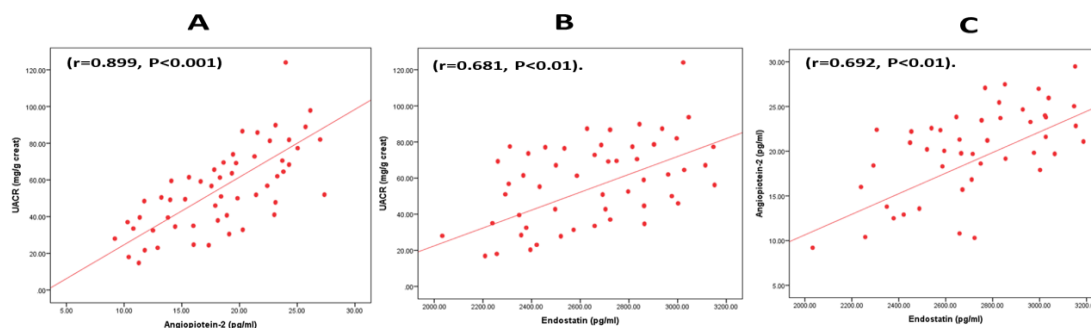 A
(r=0.899, P<0.001)
UACR (mg/g creat)
120.00
100.00
80.00
60.00
40.00
20.00
.00
5.00 10.00 15.00 20.00 25.00 30.00
Angiopiotein-2 (pg/ml)
B
(r=0.681, P<0.01).
UACR (mg/g creat)
120.00
100.00
80.00
60.00
40.00
20.00
.00
2000.00 2200.00 2400.00 2600.00 2800.00 3000.00 3200.00
Endostatin (pg/ml)
C
(r=0.692, P<0.01).
Angiopiotein-2 (pg/ml)
30.00
25.00
20.00
15.00
10.00
2000.00 2200.00 2400.00 2600.00 2800.00 3000.00 3200.00
Endostatin (pg/ml)